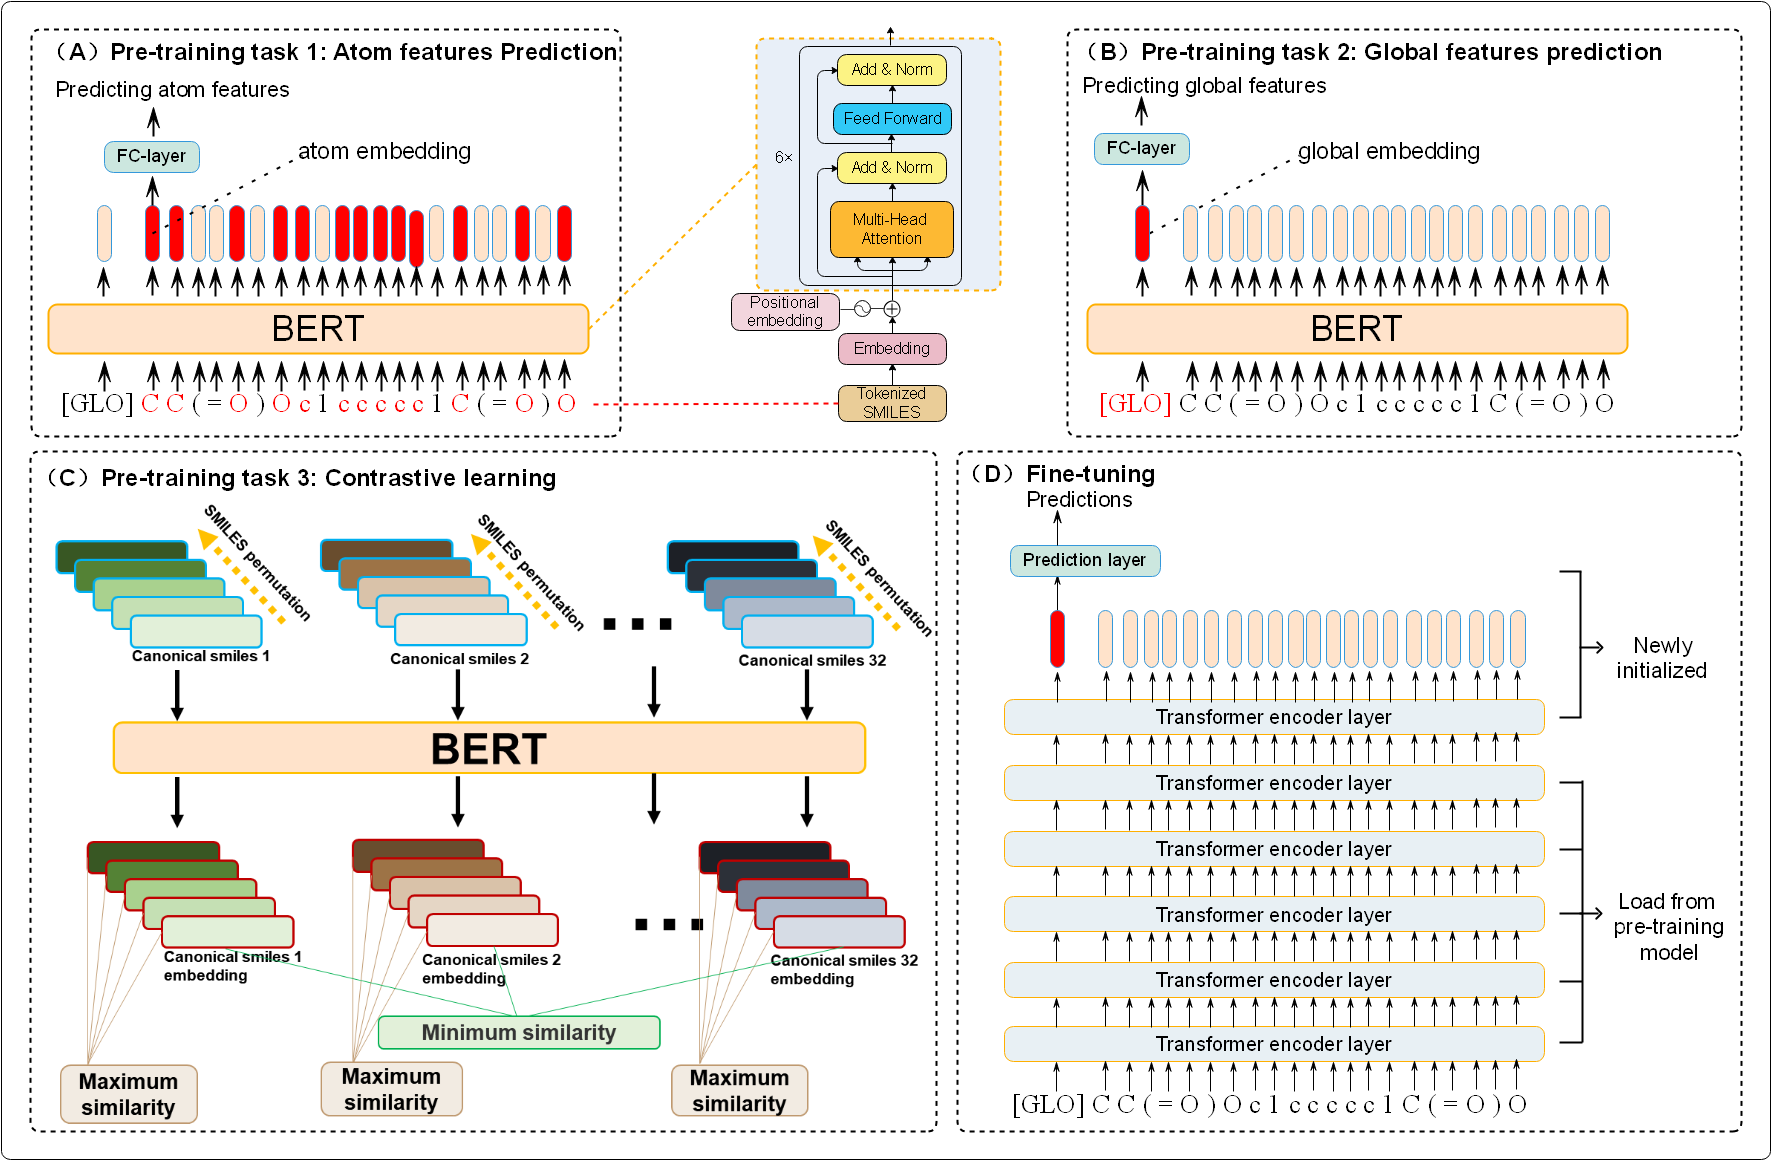 （A）Pre-training task 1: Atom features Prediction
Predicting atom features
FC-layer
atom embedding
BERT
[GLO] C C ( = O ) O c 1 c c c c c 1 C ( = O ) O
Add & Norm
Feed Forward
6×
Add & Norm
Multi-Head
Attention
Positional
embedding
Embedding
Tokenized
SMILES
（B）Pre-training task 2: Global features prediction
Predicting global features
FC-layer
global embedding
BERT
[GLO] C C ( = O ) O c 1 c c c c c 1 C ( = O ) O
（C）Pre-training task 3: Contrastive learning
SMILES permutation
SMILES permutation
SMILES permutation
Canonical smiles 1
Canonical smiles 2
Canonical smiles 32
BERT
Canonical smiles 1
embedding
Canonical smiles 2
embedding
Canonical smiles 32
embedding
Minimum similarity
Maximum
similarity
Maximum
similarity
Maximum
similarity
（D）Fine-tuning
Predictions
Prediction layer
Newly
initialized
Transformer encoder layer
Transformer encoder layer
Transformer encoder layer
Transformer encoder layer
Transformer encoder layer
Transformer encoder layer
Load from
pre-training
model
[GLO] C C ( = O ) O c 1 c c c c c 1 C ( = O ) O